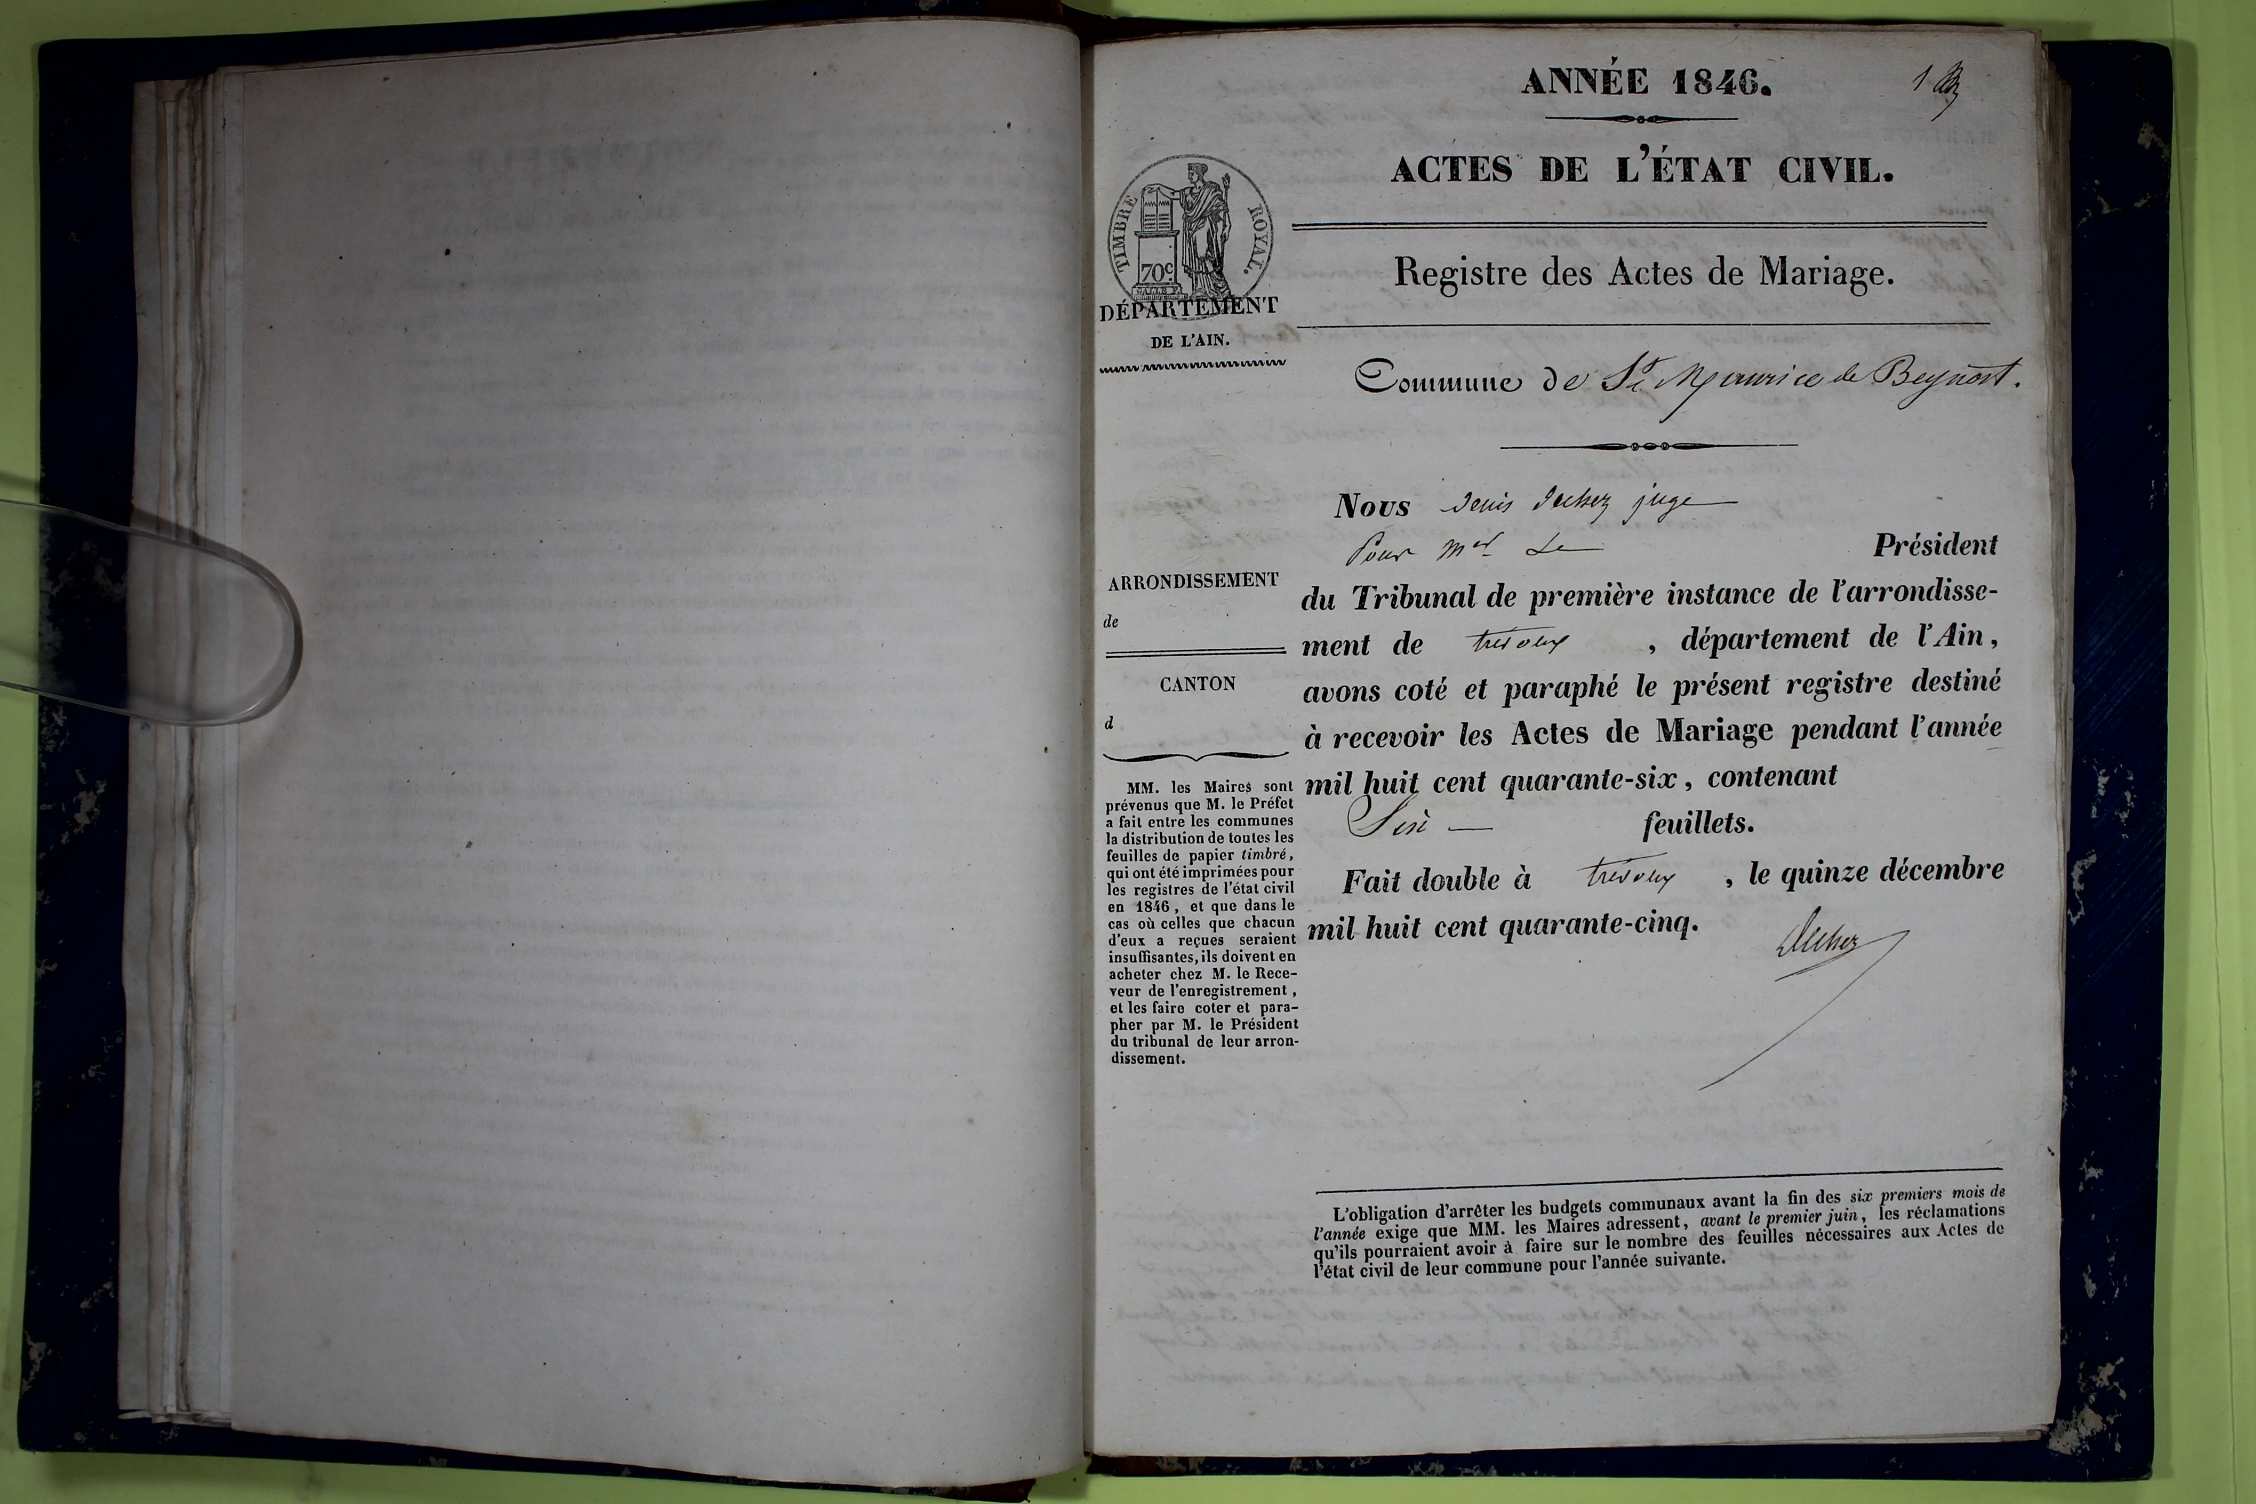 ANNÉE 1846.
1
ACTES DE L'ÉTAT CIVIL.
TIMBRE ROYAL.
70c
DÉPARTEMENT
DE L'AIN.
Registre des Actes de Mariage.
Commune de St Maurice de Beynost.
Nous Denis Duchez juge
Pour Mr Le Président
du Tribunal de première instance de l'arrondisse-
ment de trévoux, département de l'Ain,
avons coté et paraphé le présent registre destiné
à recevoir les Actes de Mariage pendant l'année
mil huit cent quarante-six, contenant
Six feuillets.
Fait double à trévoux, le quinze décembre
mil huit cent quarante-cinq.
Duchez
ARRONDISSEMENT
de
CANTON
d
MM. les Maires sont
prévenus que M. le Préfet
a fait entre les communes
la distribution de toutes les
feuilles de papier timbré,
qui ont été imprimées pour
les registres de l'état civil
en 1846, et que dans le
cas où celles que chacun
d'eux a reçues seraient
insuffisantes, ils doivent en
acheter chez M. le Rece-
veur de l'enregistrement,
et les faire coter et para-
pher par M. le Président
du tribunal de leur arron-
dissement.
L'obligation d'arrêter les budgets communaux avant la fin des six premiers mois de
l'année exige que MM. les Maires adressent, avant le premier juin, les réclamations
qu'ils pourraient avoir à faire sur le nombre des feuilles nécessaires aux Actes de
l'état civil de leur commune pour l'année suivante.